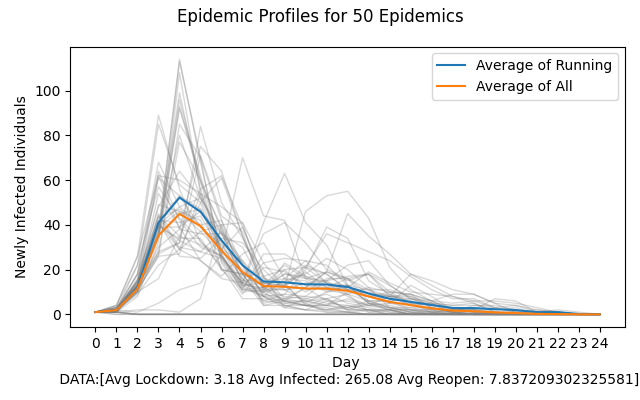 Epidemic Profiles for 50 Epidemics
Average of Running
Average of All
Newly Infected Individuals
100
80
60
40
20
0
0 1 2 3 4 5 6 7 8 9 10 11 12 13 14 15 16 17 18 19 20 21 22 23 24
Day
DATA:[Avg Lockdown: 3.18 Avg Infected: 265.08 Avg Reopen: 7.837209302325581]